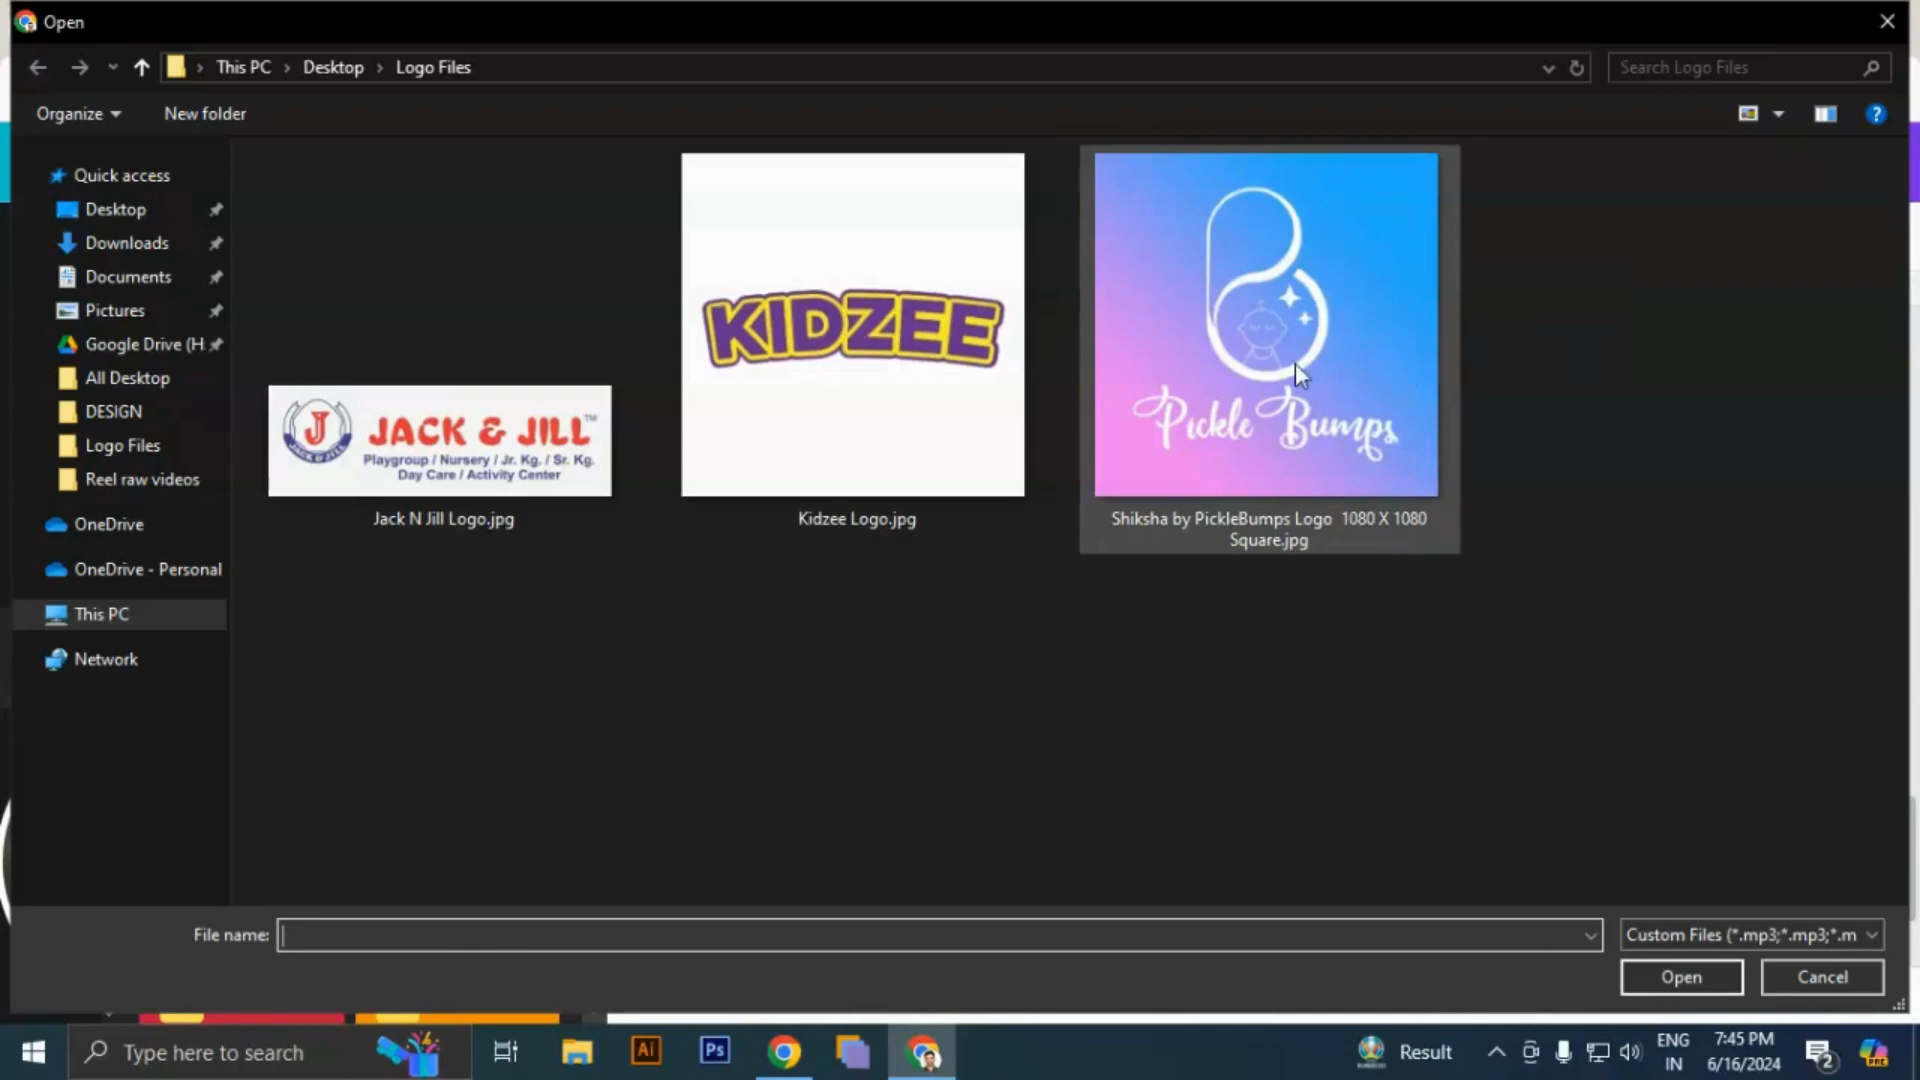 Open
This PC > Desktop > Logo Files
Search Logo Files
Organize
New folder
Quick access
Desktop
Downloads
Documents
Pictures
Google Drive (H
All Desktop
DESIGN
Logo Files
Reel raw videos
OneDrive
OneDrive - Personal
This PC
Network
JACK & JILL™
Playgroup / Nursery / Jr. Kg. / Sr. Kg.
Day Care / Activity Center
Jack N Jill Logo.jpg
KIDZEE
Kidzee Logo.jpg
Pickle Bumps
Shiksha by PickleBumps Logo 1080 X 1080
Square.jpg
File name:
Custom Files (*.mp3;*.mp3;*.m
Open
Cancel
Type here to search
Ai
Ps
Result
ENG
IN
7:45 PM
6/16/2024
2